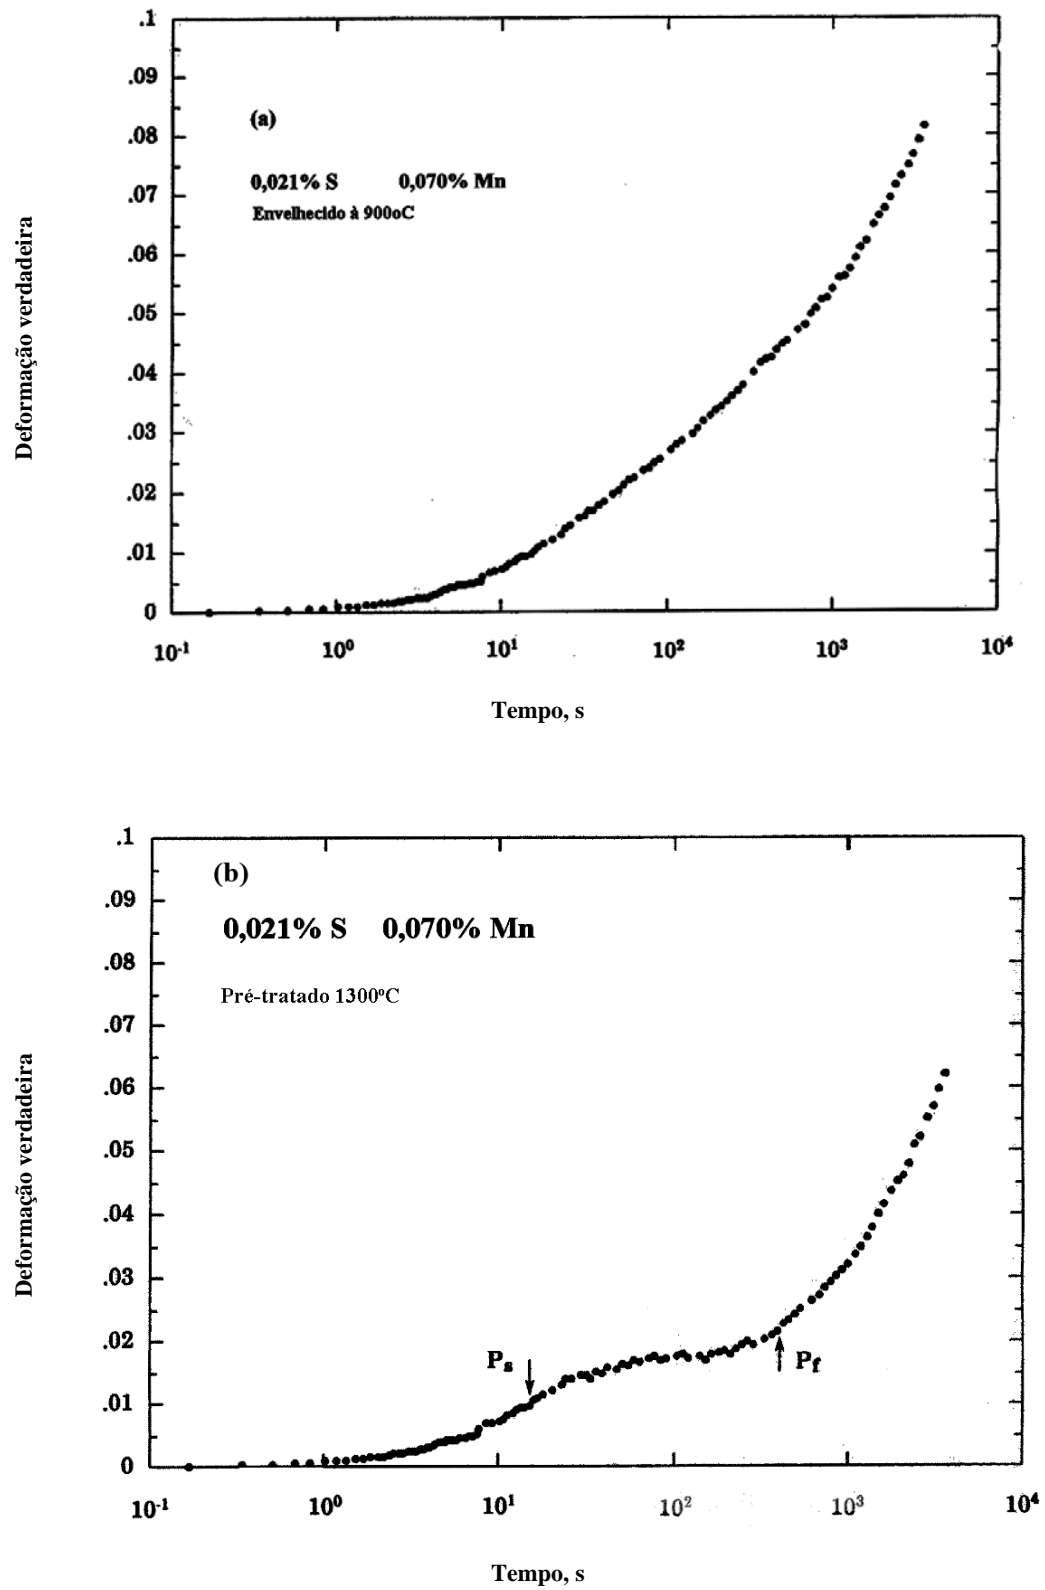 .1
.09
(a)
.08
0,021% S 0,070% Mn
.07
Envelhecido à 900oC
.06
.05
.04
.03
.02
.01
0
Deformação verdadeira
10-1 10⁰ 10¹ 10² 10³ 10⁴
Tempo, s
.1
(b)
.09
0,021% S 0,070% Mn
.08
Pré-tratado 1300ºC
.07
.06
.05
.04
.03
.02
Ps Pf
.01
0
Deformação verdadeira
10-1 10⁰ 10¹ 10² 10³ 10⁴
Tempo, s